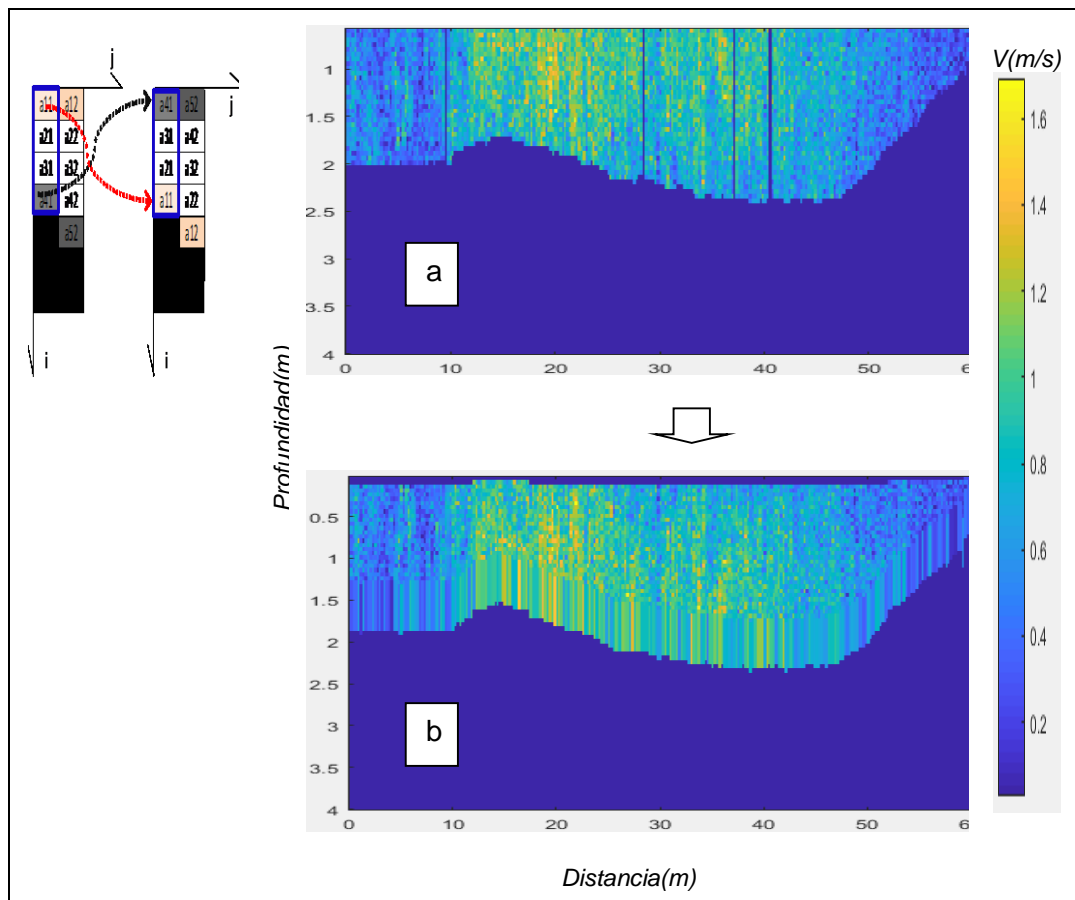 j
j
a11 a12
a21 a22
a31 a32
a41 a42
a52
i
a41 a52
a31 a42
a21 a32
a11 a22
a12
i
1
1.5
2
2.5
3
3.5
4
0 10 20 30 40 50 6
a
Profundidad(m)
0.5
1
1.5
2
2.5
3
3.5
4
0 10 20 30 40 50 6
b
Distancia(m)
V(m/s)
1.6
1.4
1.2
1
0.8
0.6
0.4
0.2